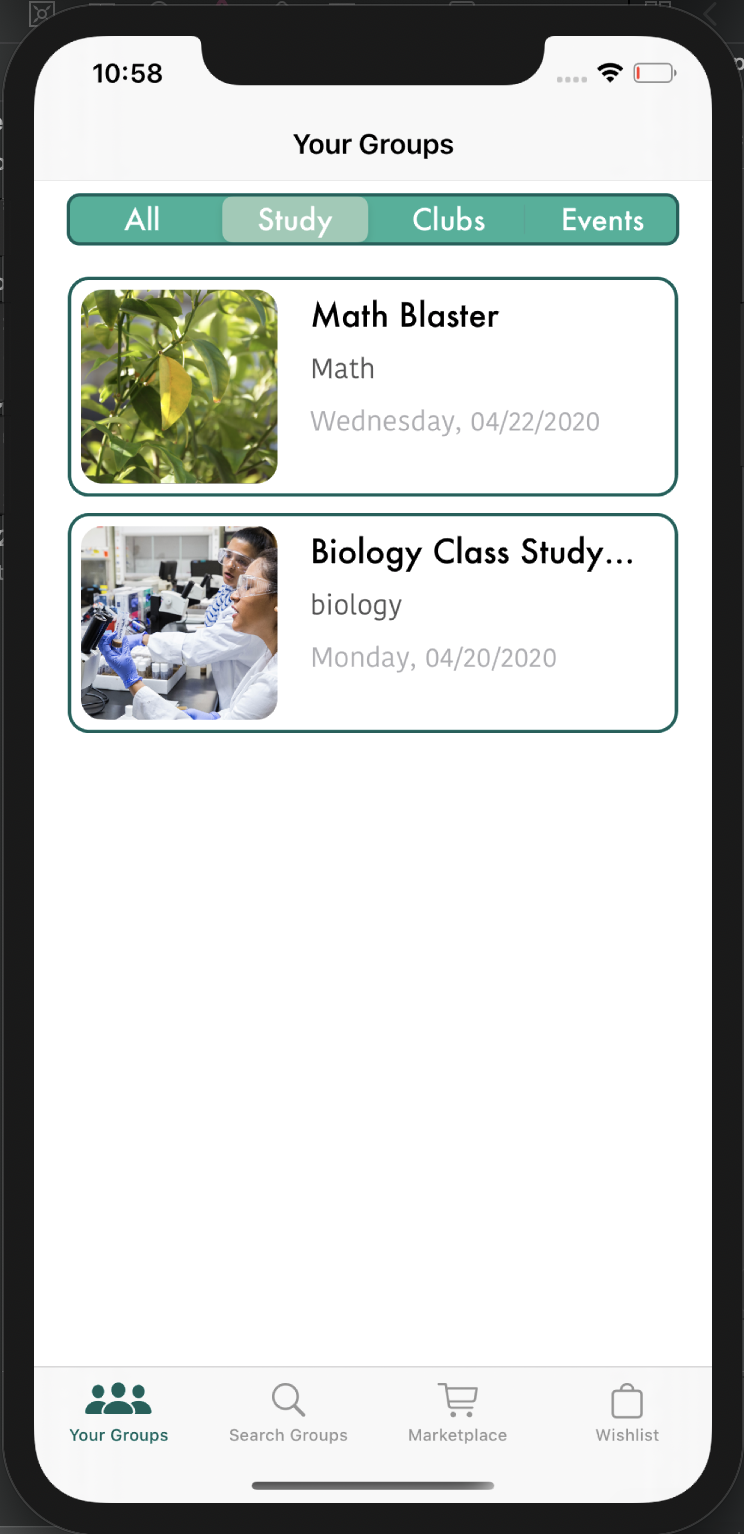 10:58
Your Groups
All Study Clubs Events
Math Blaster
Math
Wednesday, 04/22/2020
Biology Class Study...
biology
Monday, 04/20/2020
Your Groups Search Groups Marketplace Wishlist